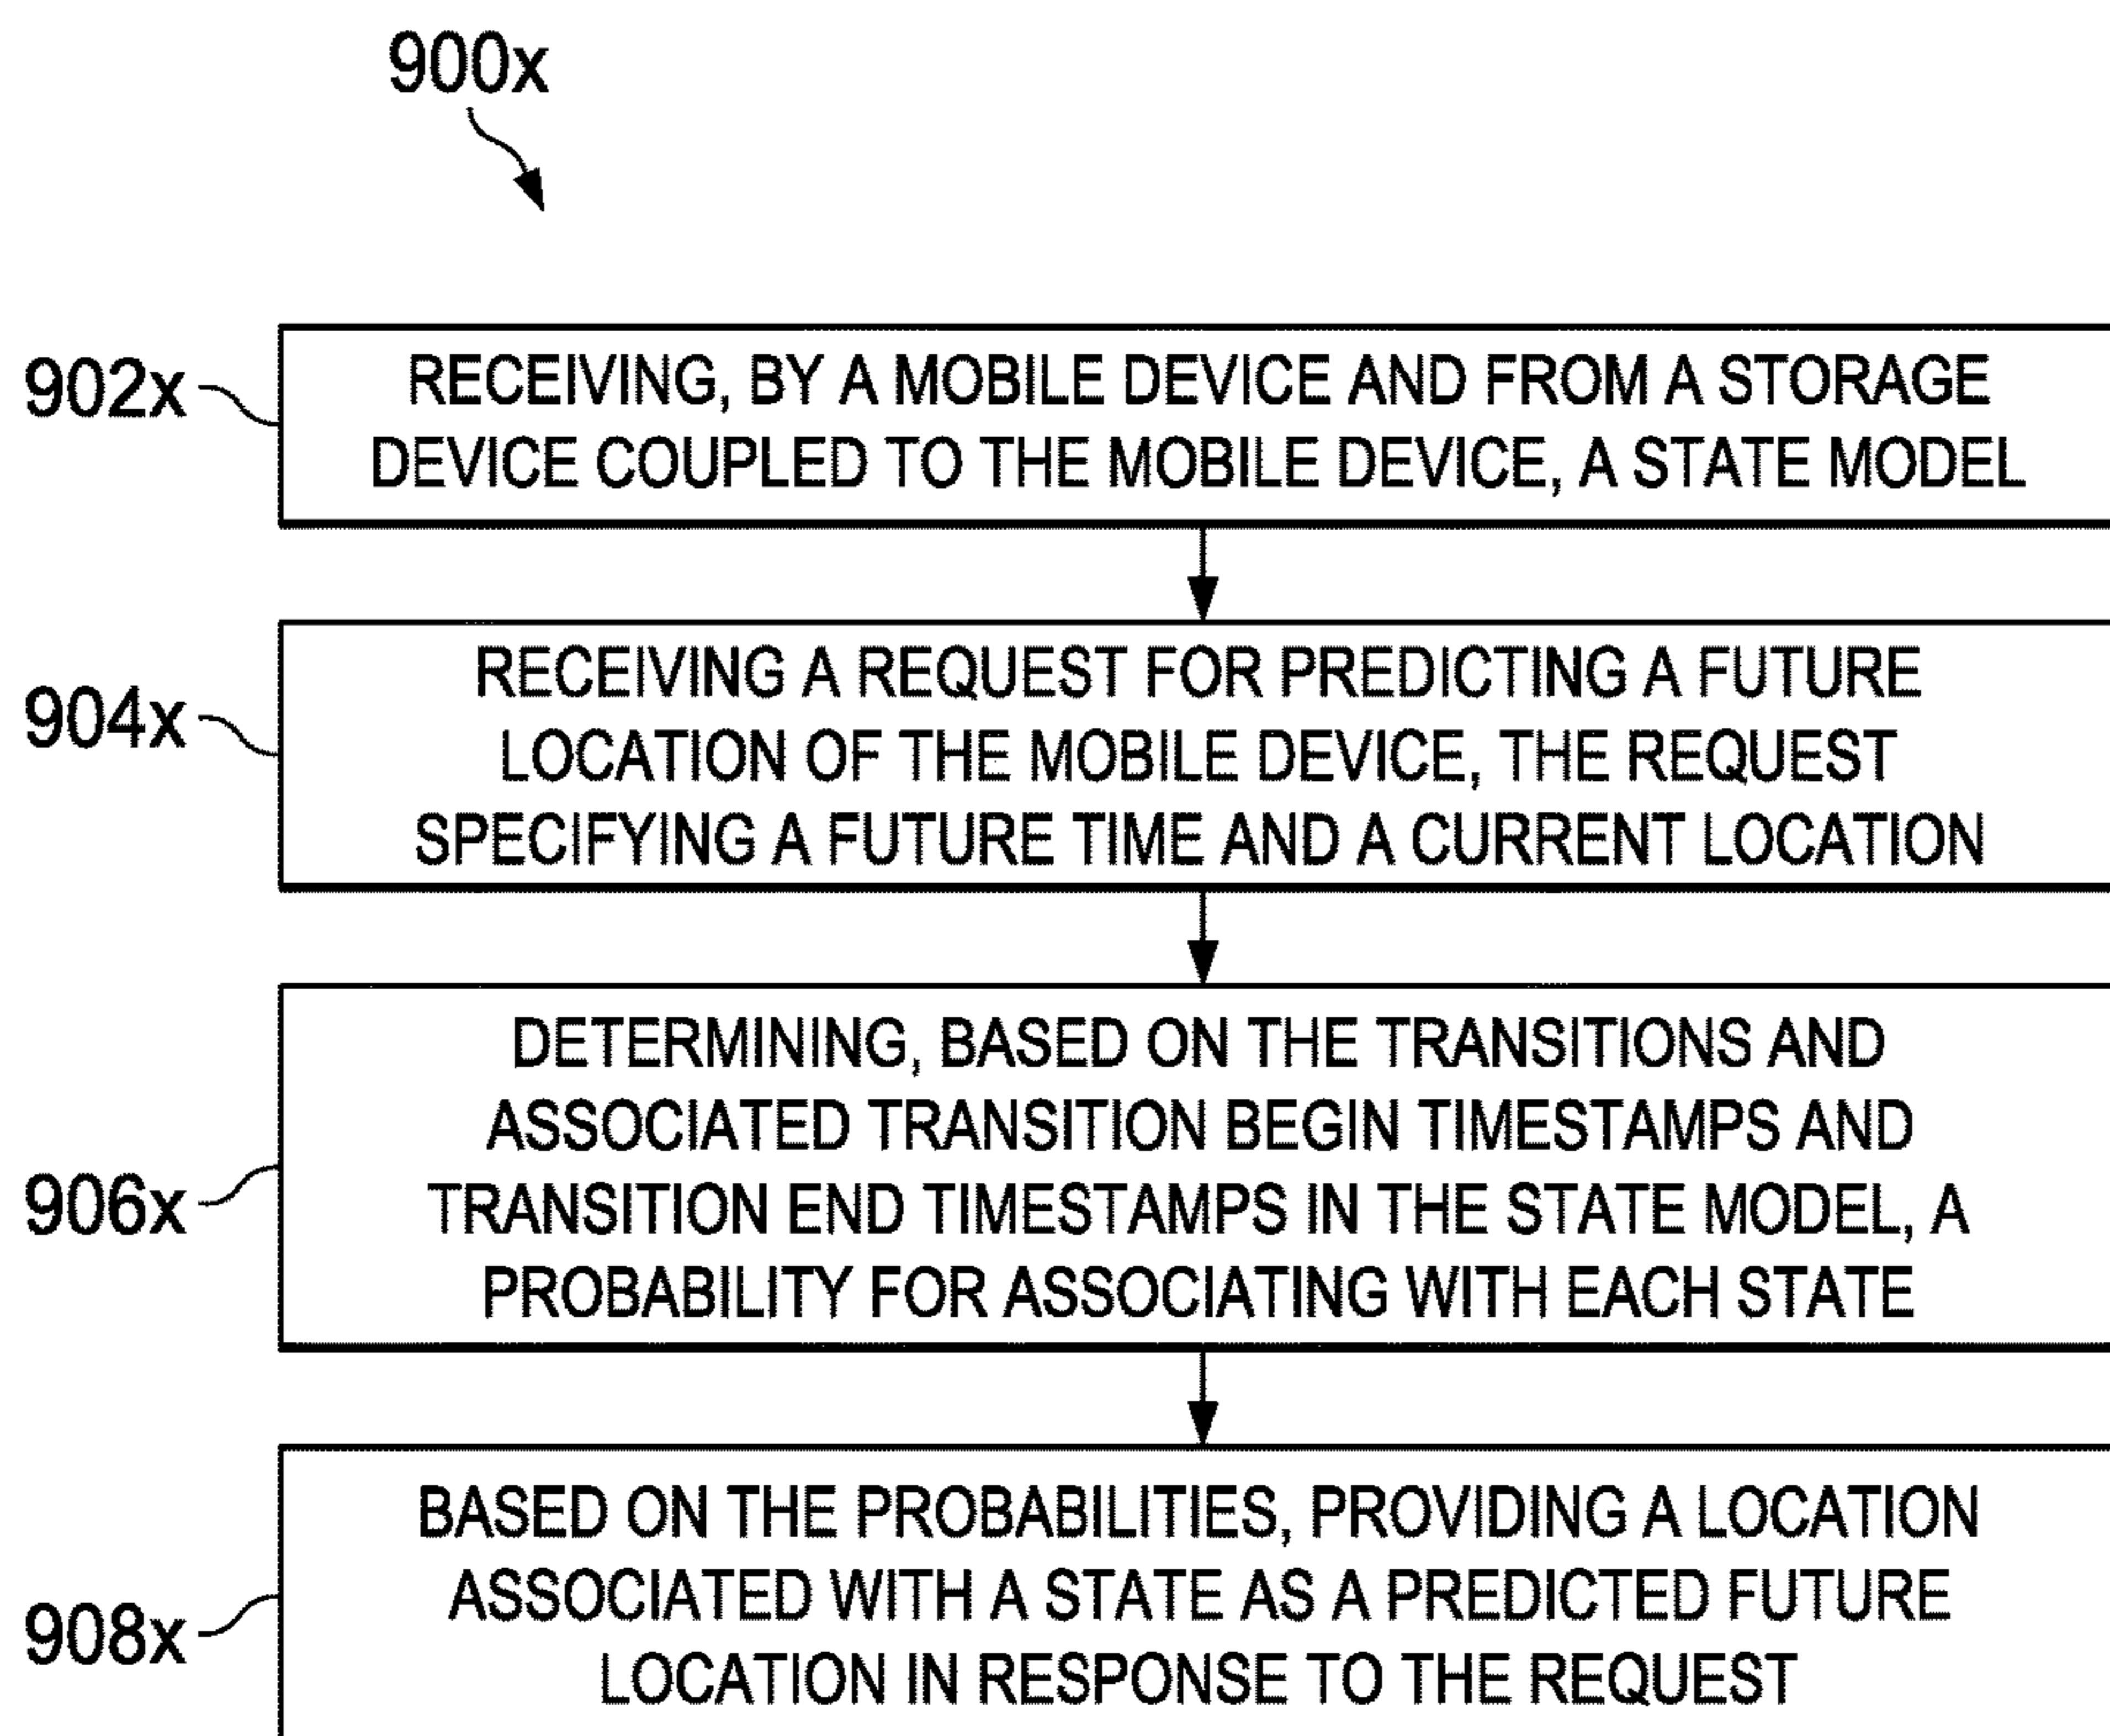 900x
902x
RECEIVING, BY A MOBILE DEVICE AND FROM A STORAGE
DEVICE COUPLED TO THE MOBILE DEVICE, A STATE MODEL
904x
RECEIVING A REQUEST FOR PREDICTING A FUTURE
LOCATION OF THE MOBILE DEVICE, THE REQUEST
SPECIFYING A FUTURE TIME AND A CURRENT LOCATION
906x
DETERMINING, BASED ON THE TRANSITIONS AND
ASSOCIATED TRANSITION BEGIN TIMESTAMPS AND
TRANSITION END TIMESTAMPS IN THE STATE MODEL, A
PROBABILITY FOR ASSOCIATING WITH EACH STATE
908x
BASED ON THE PROBABILITIES, PROVIDING A LOCATION
ASSOCIATED WITH A STATE AS A PREDICTED FUTURE
LOCATION IN RESPONSE TO THE REQUEST